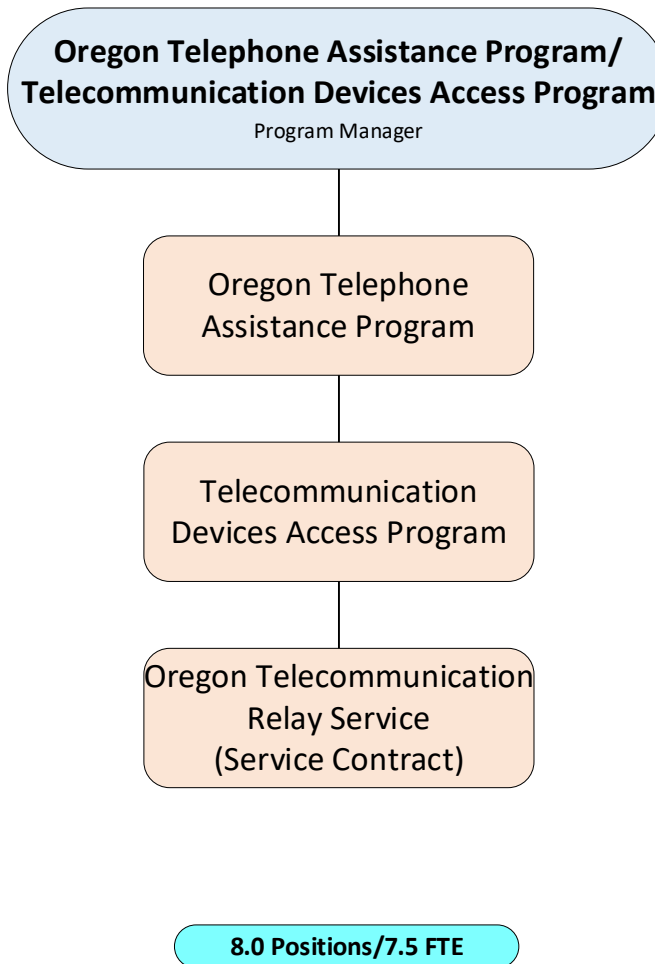 Oregon Telephone Assistance Program/
Telecommunication Devices Access Program
Program Manager
Oregon Telephone
Assistance Program
Telecommunication
Devices Access Program
Oregon Telecommunication
Relay Service
(Service Contract)
8.0 Positions/7.5 FTE